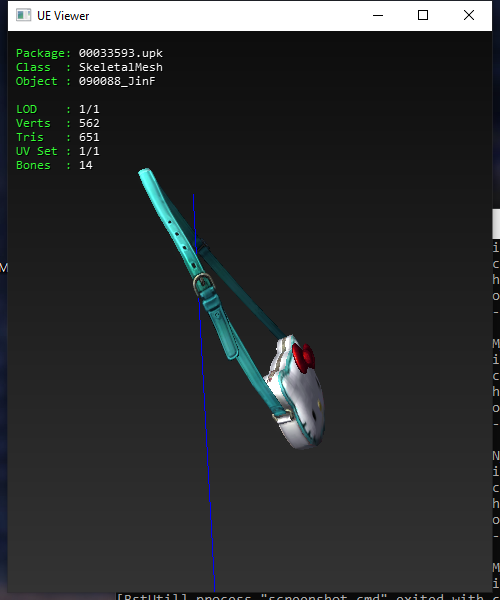 UE Viewer
Package: 00033593.upk
Class : SkeletalMesh
Object : 090088_JinF
LOD : 1/1
Verts : 562
Tris : 651
UV Set : 1/1
Bones : 14
M
i
c
h
o
-
M
i
c
h
o
-
N
i
c
h
o
-
M
i